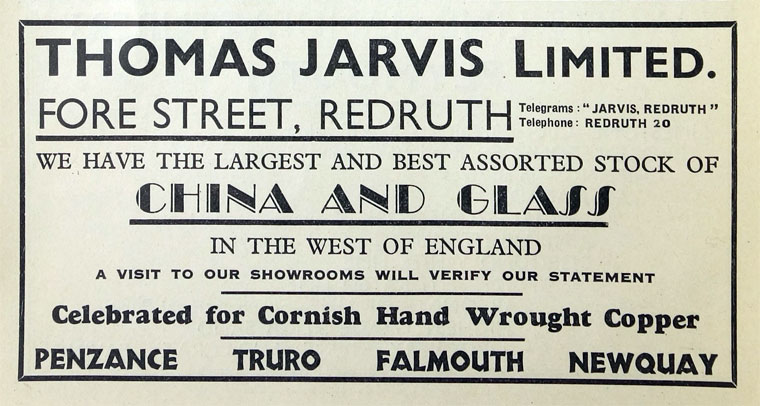 THOMAS JARVIS LIMITED.
FORE STREET, REDRUTH
Telegrams: "JARVIS, REDRUTH"
Telephone: REDRUTH 20
WE HAVE THE LARGEST AND BEST ASSORTED STOCK OF
CHINA AND GLASS
IN THE WEST OF ENGLAND
A VISIT TO OUR SHOWROOMS WILL VERIFY OUR STATEMENT
Celebrated for Cornish Hand Wrought Copper
PENZANCE TRURO FALMOUTH NEWQUAY